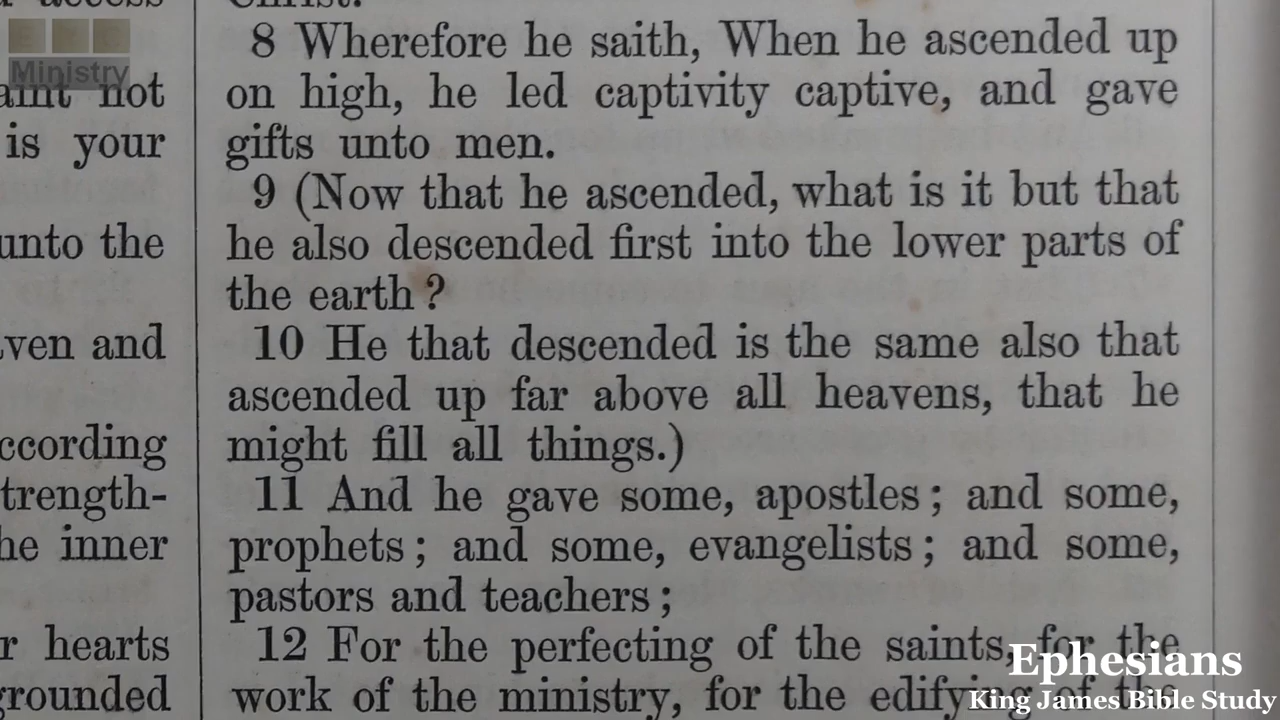 ERC
Ministry
access
aint not
is your
unto the
ven and
ccording
trength-
he inner
r hearts
grounded
Christ.
8 Wherefore he saith, When he ascended up
on high, he led captivity captive, and gave
gifts unto men.
9 (Now that he ascended, what is it but that
he also descended first into the lower parts of
the earth?
10 He that descended is the same also that
ascended up far above all heavens, that he
might fill all things.)
11 And he gave some, apostles; and some,
prophets; and some, evangelists; and some,
pastors and teachers;
12 For the perfecting of the saints, for the
work of the ministry, for the edifying of the
Ephesians
King James Bible Study